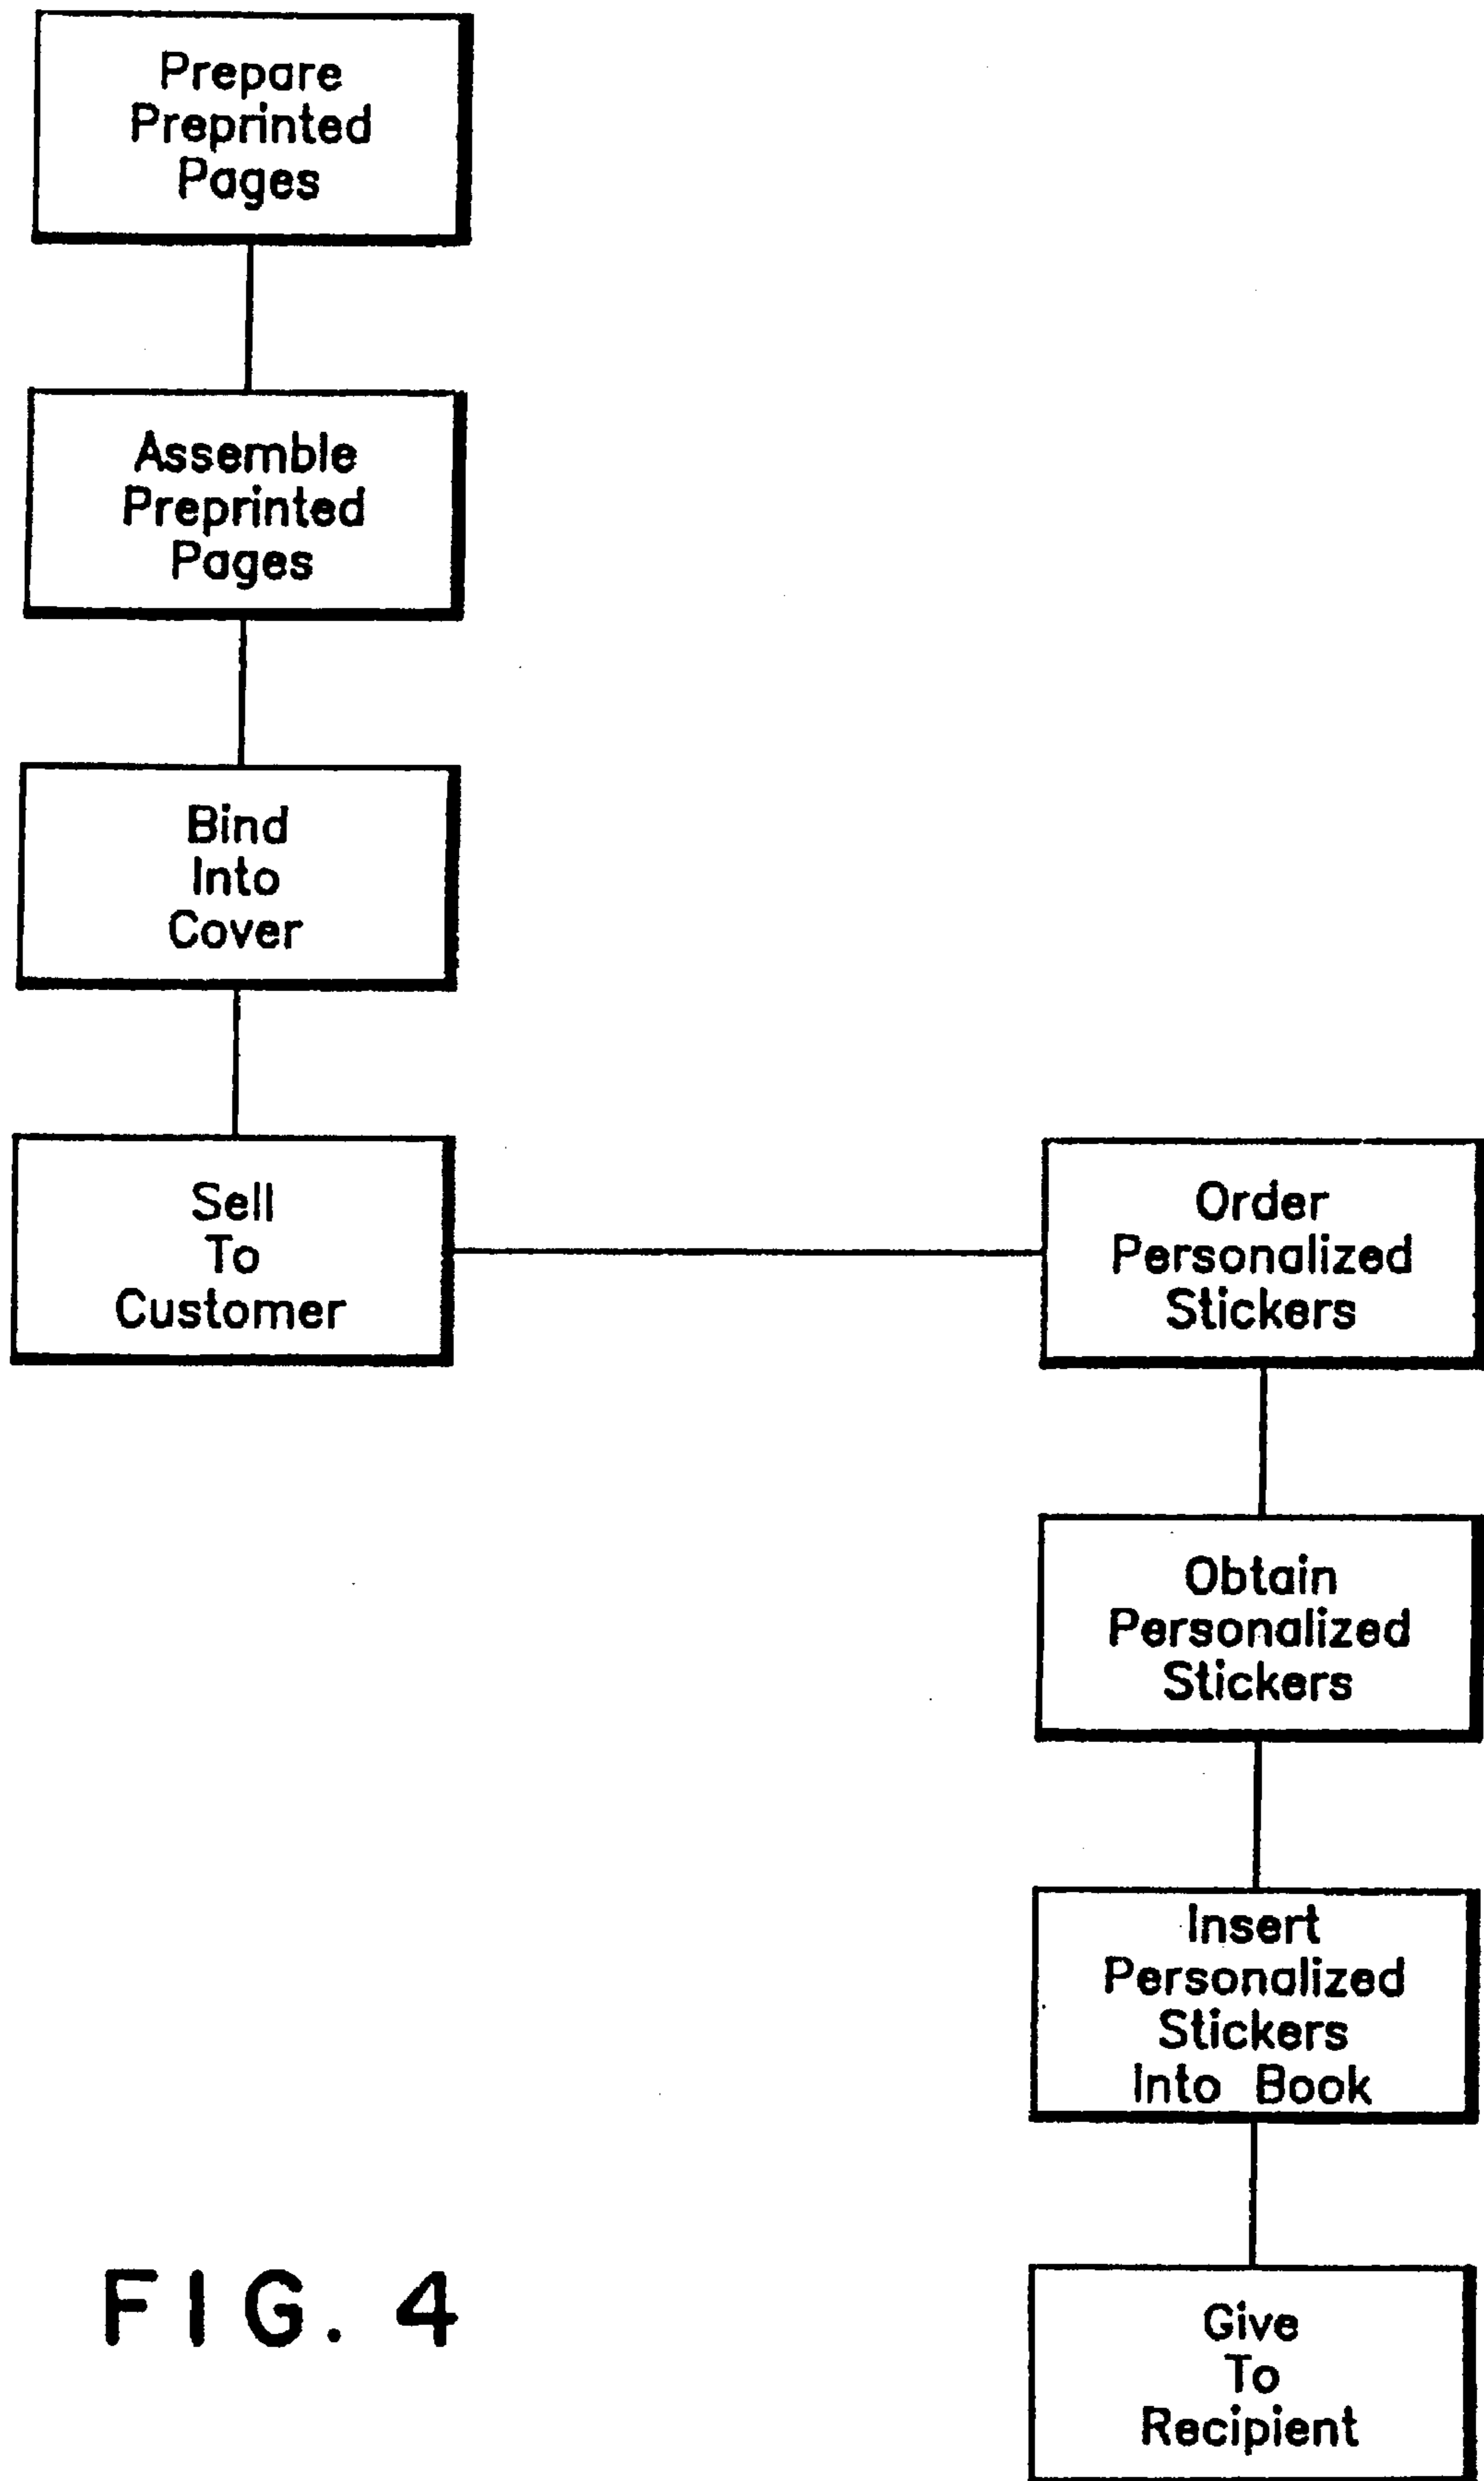 Prepare
Preprinted
Pages
Assemble
Preprinted
Pages
Bind
Into
Cover
Sell
To
Customer
Order
Personalized
Stickers
Obtain
Personalized
Stickers
Insert
Personalized
Stickers
Into Book
Give
To
Recipient
FIG. 4